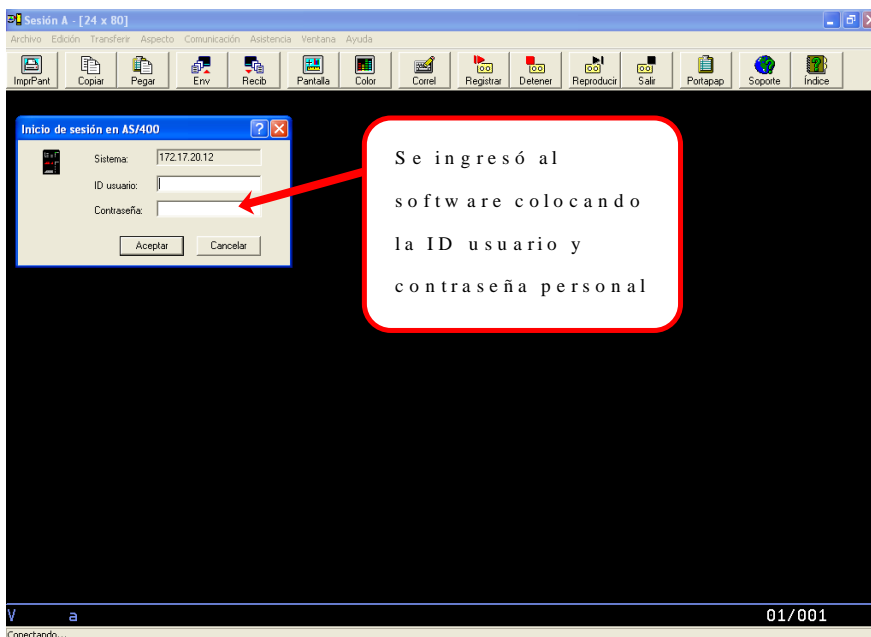 Sesión A - [24 x 80]
Archivo Edición Transferir Aspecto Comunicación Asistencia Ventana Ayuda
ImprPant Copiar Pegar Env Recib Pantalla Color Correl Registrar Detener Reproducir Salir Portapap Soporte Índice
Inicio de sesión en AS/400
Sistema: 172.17.20.12
ID usuario:
Contraseña:
Aceptar Cancelar
Se ingresó al
software colocando
la ID usuario y
contraseña personal
V a 01/001
Conectando...